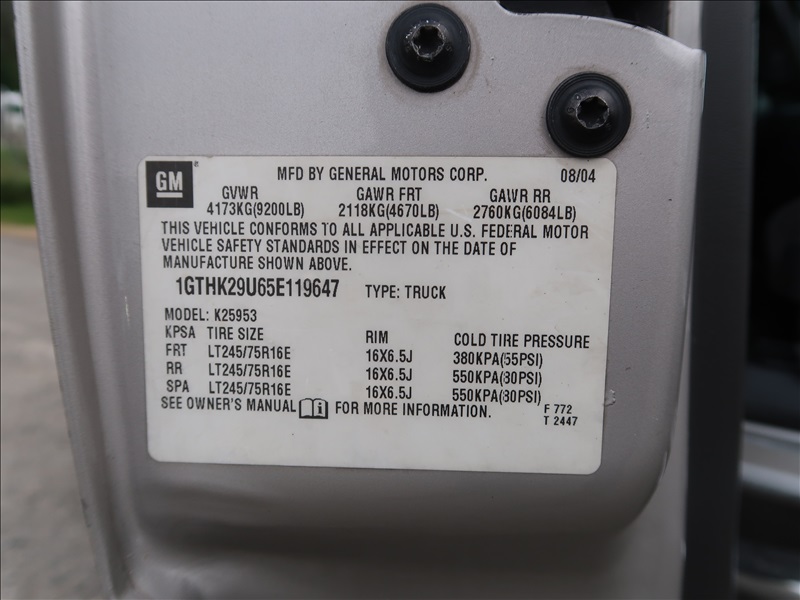 GM MFD BY GENERAL MOTORS CORP. 08/04
GVWR GAWR FRT GAWR RR
4173KG(9200LB) 2118KG(4670LB) 2760KG(6084LB)
THIS VEHICLE CONFORMS TO ALL APPLICABLE U.S. FEDERAL MOTOR
VEHICLE SAFETY STANDARDS IN EFFECT ON THE DATE OF
MANUFACTURE SHOWN ABOVE.
1GTHK29U65E119647 TYPE: TRUCK
MODEL: K25953
KPSA TIRE SIZE RIM COLD TIRE PRESSURE
FRT LT245/75R16E 16X6.5J 380KPA(55PSI)
RR LT245/75R16E 16X6.5J 550KPA(80PSI)
SPA LT245/75R16E 16X6.5J 550KPA(80PSI)
SEE OWNER'S MANUAL FOR MORE INFORMATION. F 772
T 2447